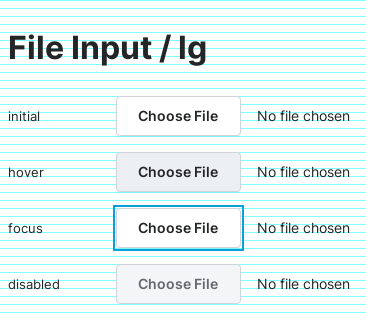 File Input / lg
initial Choose File No file chosen
hover Choose File No file chosen
focus Choose File No file chosen
disabled Choose File No file chosen